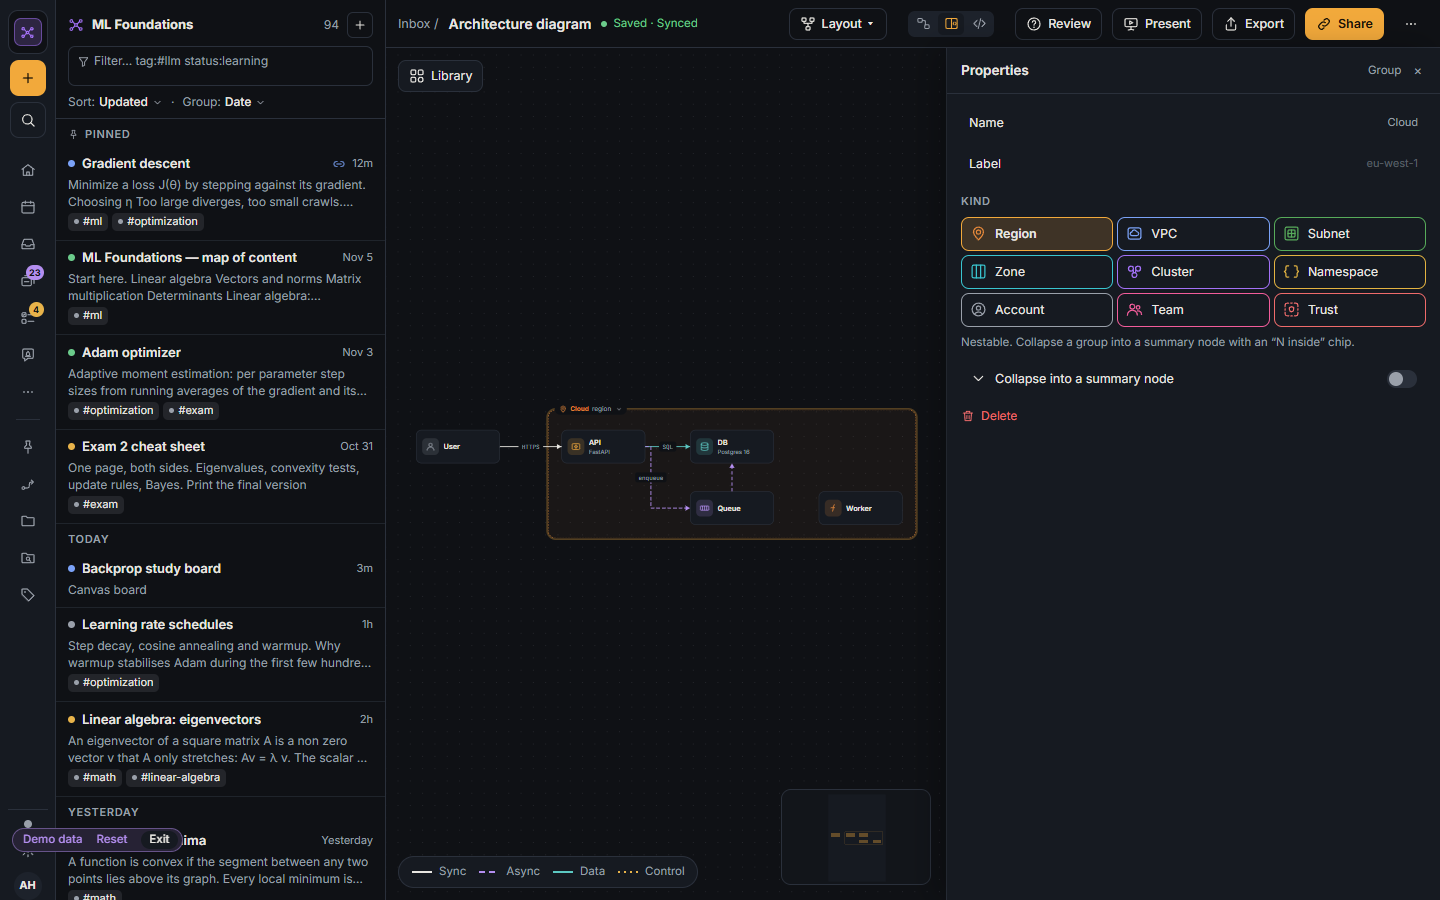 ML Foundations 94
Filter... tag:#llm status:learning
Sort: Updated · Group: Date
PINNED
Gradient descent 12m
Minimize a loss J(θ) by stepping against its gradient.
Choosing η Too large diverges, too small crawls....
#ml #optimization
ML Foundations — map of content Nov 5
Start here. Linear algebra Vectors and norms Matrix
multiplication Determinants Linear algebra:...
#ml
Adam optimizer Nov 3
Adaptive moment estimation: per parameter step
sizes from running averages of the gradient and its...
#optimization #exam
Exam 2 cheat sheet Oct 31
One page, both sides. Eigenvalues, convexity tests,
update rules, Bayes. Print the final version
#exam
TODAY
Backprop study board 3m
Canvas board
Learning rate schedules 1h
Step decay, cosine annealing and warmup. Why
warmup stabilises Adam during the first few hundre...
#optimization
Linear algebra: eigenvectors 2h
An eigenvector of a square matrix A is a non zero
vector v that A only stretches: Av = λ v. The scalar ...
#math #linear-algebra
YESTERDAY
ima Yesterday
A function is convex if the segment between any two
points lies above its graph. Every local minimum is...
#math
23
4
Demo data Reset Exit
AH
Inbox / Architecture diagram Saved · Synced
Layout
Review
Present
Export
Share
Library
Cloud region
User
HTTPS
API
FastAPI
SQL
DB
Postgres 16
enqueue
Queue
Worker
Sync Async Data Control
Properties Group ×
Name Cloud
Label eu-west-1
KIND
Region VPC Subnet
Zone Cluster Namespace
Account Team Trust
Nestable. Collapse a group into a summary node with an “N inside” chip.
Collapse into a summary node
Delete